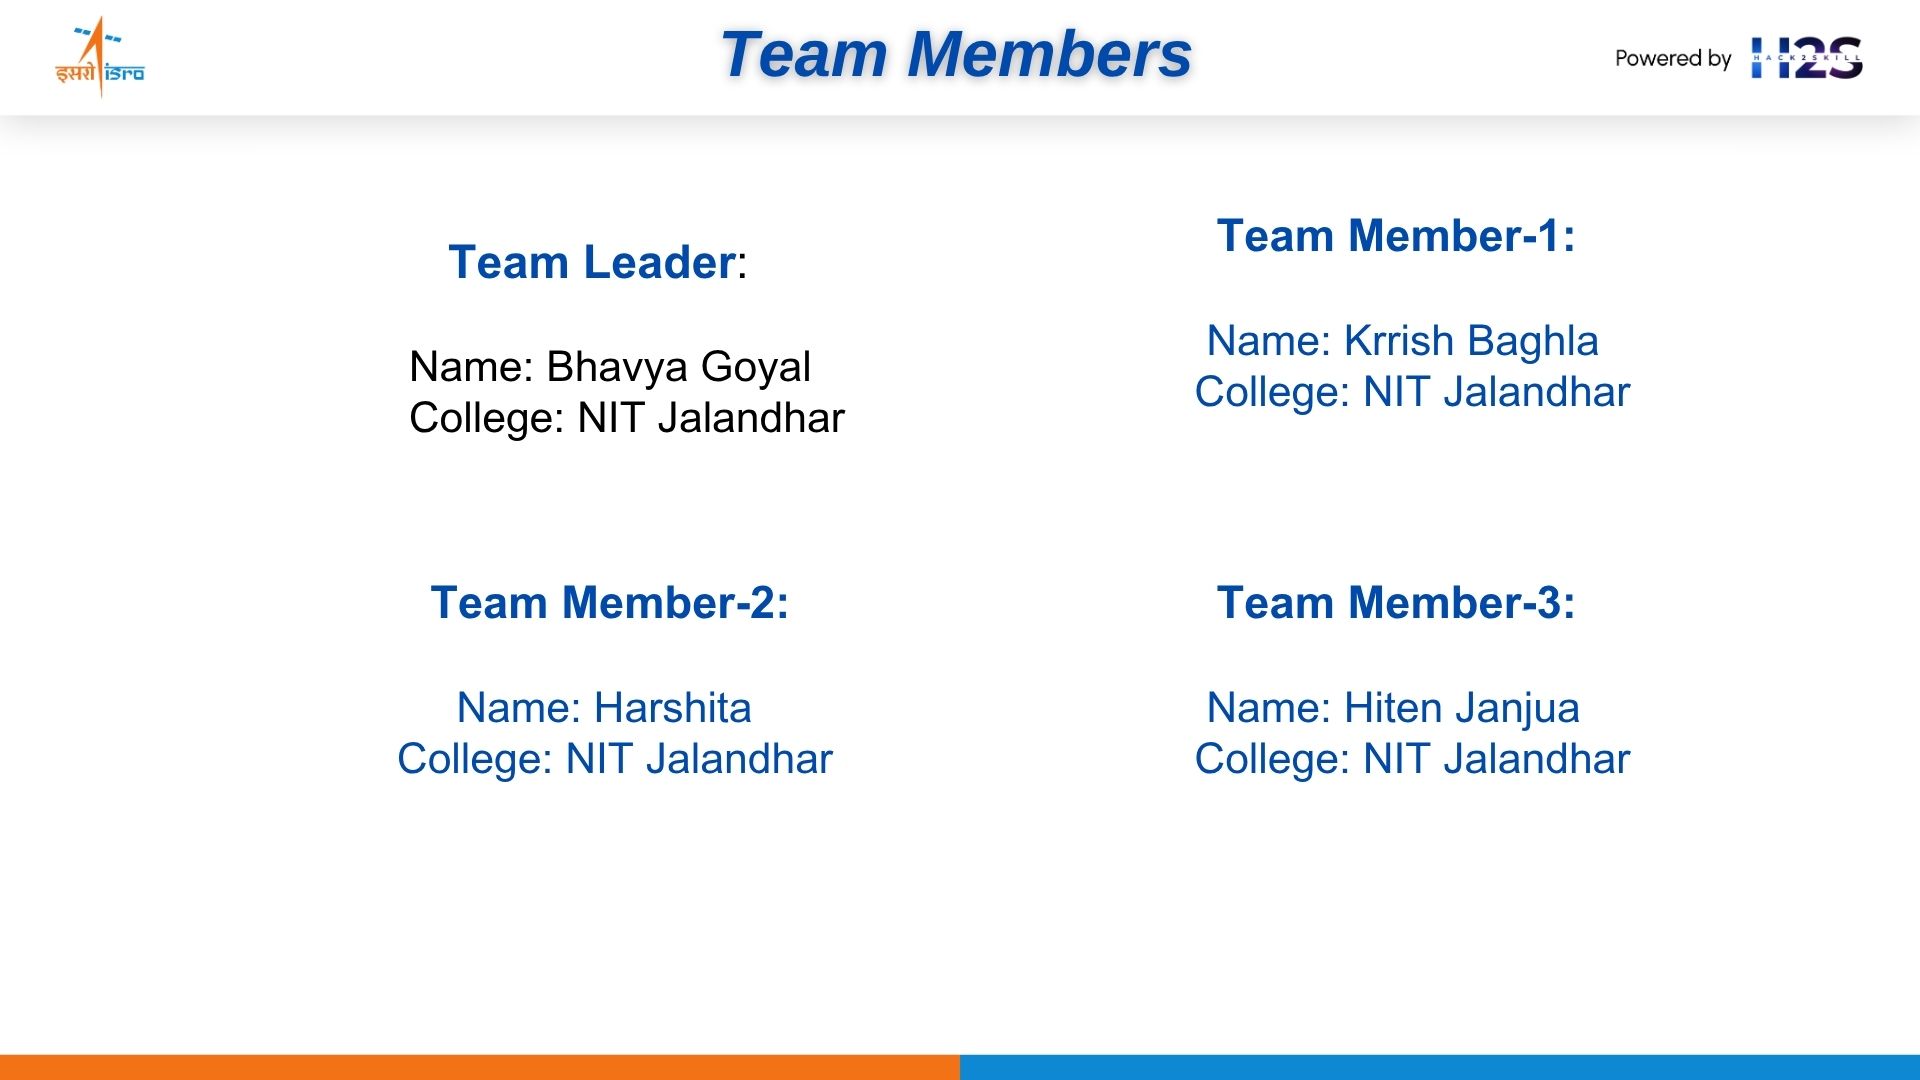 इसरो isro
Team Members
Powered by H2S
HACK2SKILL
Team Leader:
Name: Bhavya Goyal
College: NIT Jalandhar
Team Member-1:
Name: Krrish Baghla
College: NIT Jalandhar
Team Member-2:
Name: Harshita
College: NIT Jalandhar
Team Member-3:
Name: Hiten Janjua
College: NIT Jalandhar